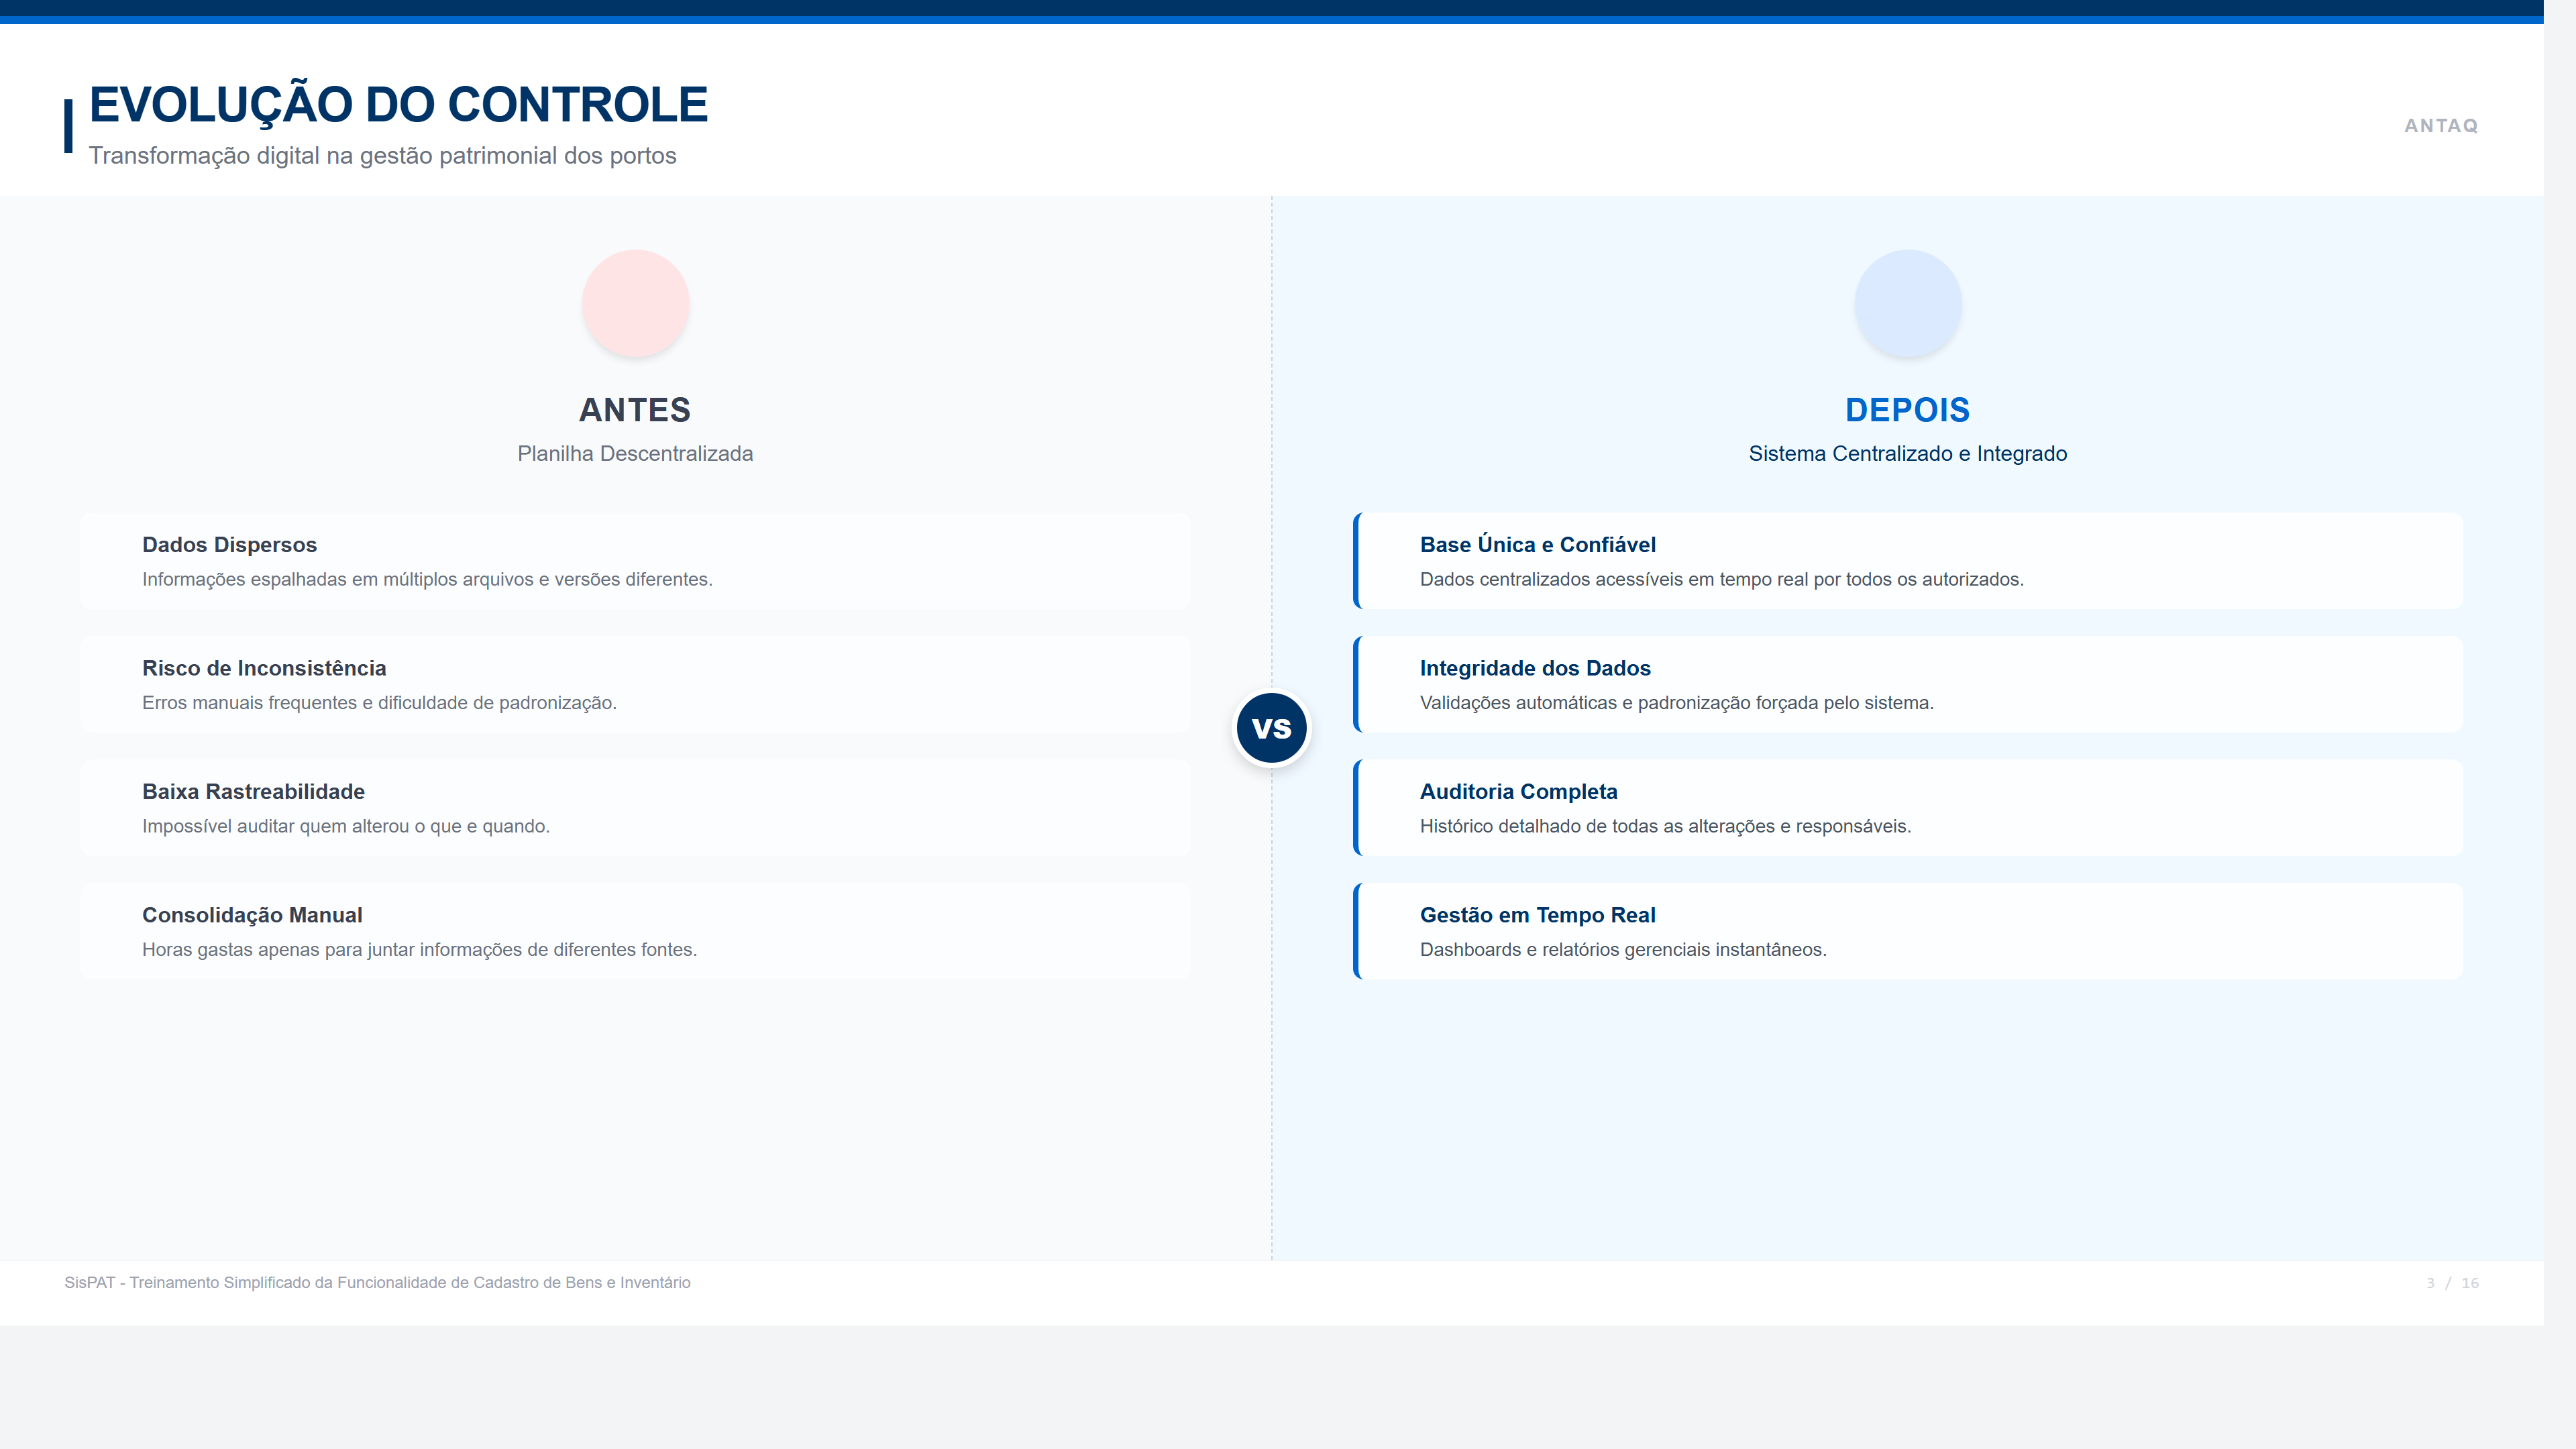 EVOLUÇÃO DO CONTROLE
Transformação digital na gestão patrimonial dos portos
ANTAQ
ANTES
Planilha Descentralizada
Dados Dispersos
Informações espalhadas em múltiplos arquivos e versões diferentes.
Risco de Inconsistência
Erros manuais frequentes e dificuldade de padronização.
Baixa Rastreabilidade
Impossível auditar quem alterou o que e quando.
Consolidação Manual
Horas gastas apenas para juntar informações de diferentes fontes.
VS
DEPOIS
Sistema Centralizado e Integrado
Base Única e Confiável
Dados centralizados acessíveis em tempo real por todos os autorizados.
Integridade dos Dados
Validações automáticas e padronização forçada pelo sistema.
Auditoria Completa
Histórico detalhado de todas as alterações e responsáveis.
Gestão em Tempo Real
Dashboards e relatórios gerenciais instantâneos.
SisPAT - Treinamento Simplificado da Funcionalidade de Cadastro de Bens e Inventário
3 / 16